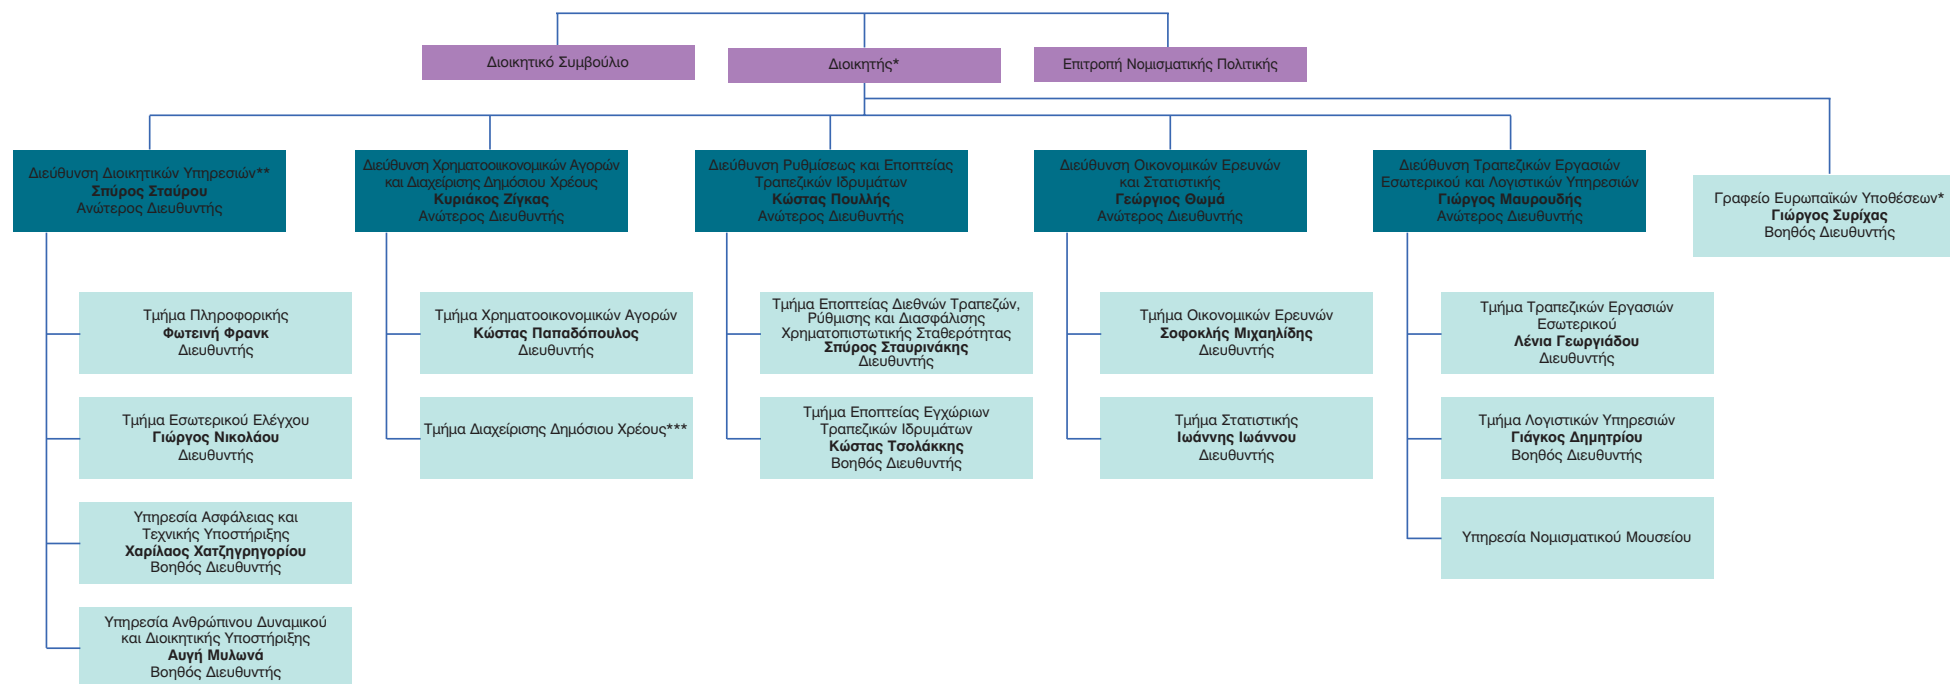 Διοικητικό Συμβούλιο
Διοικητής*
Επιτροπή Νομισματικής Πολιτικής
Διεύθυνση Διοικητικών Υπηρεσιών**
Σπύρος Σταύρου
Ανώτερος Διευθυντής
Διεύθυνση Χρηματοοικονομικών Αγορών
και Διαχείρισης Δημόσιου Χρέους
Κυριάκος Ζίγκας
Ανώτερος Διευθυντής
Διεύθυνση Ρυθμίσεως και Εποπτείας
Τραπεζικών Ιδρυμάτων
Κώστας Πουλλής
Ανώτερος Διευθυντής
Διεύθυνση Οικονομικών Ερευνών
και Στατιστικής
Γεώργιος Θωμά
Ανώτερος Διευθυντής
Διεύθυνση Τραπεζικών Εργασιών
Εσωτερικού και Λογιστικών Υπηρεσιών
Γιώργος Μαυρουδής
Ανώτερος Διευθυντής
Γραφείο Ευρωπαϊκών Υποθέσεων*
Γιώργος Συρίχας
Βοηθός Διευθυντής
Τμήμα Πληροφορικής
Φωτεινή Φρανκ
Διευθυντής
Τμήμα Εσωτερικού Ελέγχου
Γιώργος Νικολάου
Διευθυντής
Υπηρεσία Ασφάλειας και
Τεχνικής Υποστήριξης
Χαρίλαος Χατζηγρηγορίου
Βοηθός Διευθυντής
Υπηρεσία Ανθρώπινου Δυναμικού
και Διοικητικής Υποστήριξης
Αυγή Μυλωνά
Βοηθός Διευθυντής
Τμήμα Χρηματοοικονομικών Αγορών
Κώστας Παπαδόπουλος
Διευθυντής
Τμήμα Διαχείρισης Δημόσιου Χρέους***
Τμήμα Εποπτείας Διεθνών Τραπεζών,
Ρύθμισης και Διασφάλισης
Χρηματοπιστωτικής Σταθερότητας
Σπύρος Σταυρινάκης
Διευθυντής
Τμήμα Εποπτείας Εγχώριων
Τραπεζικών Ιδρυμάτων
Κώστας Τσολάκκης
Βοηθός Διευθυντής
Τμήμα Οικονομικών Ερευνών
Σοφοκλής Μιχαηλίδης
Διευθυντής
Τμήμα Στατιστικής
Ιωάννης Ιωάννου
Διευθυντής
Τμήμα Τραπεζικών Εργασιών
Εσωτερικού
Λένια Γεωργιάδου
Διευθυντής
Τμήμα Λογιστικών Υπηρεσιών
Γιάγκος Δημητρίου
Βοηθός Διευθυντής
Υπηρεσία Νομισματικού Μουσείου